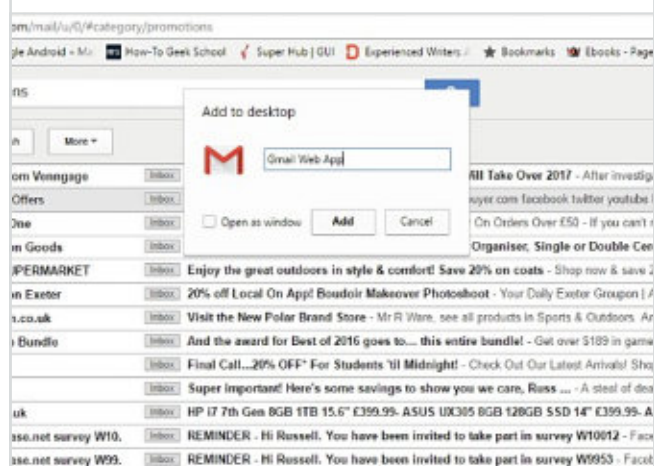 om/mail/u/0/#category/promotions
gle Android - Ma How-To Geek School Super Hub | GUI Experienced Writers Bookmarks Ebooks - Page
ns
Add to desktop
h More
Gmail Web App
Open as window Add Cancel
om Venngage Inbox Will Take Over 2017 - After investig
Offers Inbox uyer com facebook twitter youtube
One Inbox On Orders Over £50 - If you can't
n Goods Inbox Organiser, Single or Double Cen
UPERMARKET Inbox Enjoy the great outdoors in style & comfort! Save 20% on coats - Shop now & save 2
n Exeter Inbox 20% off Local On App! Boudoir Makeover Photoshoot - Your Daily Exeter Groupon | A
n.co.uk Inbox Visit the New Polar Brand Store - Mr R Ware, see all products in Sports & Outdoors. Am
Bundle Inbox And the award for Best of 2016 goes to.... this entire bundle! - Get over $189 in game
Inbox Final Call...20% OFF* For Students 'til Midnight! - Check Out Our Latest Arrivals! Shop
Inbox Super important! Here's some savings to show you we care, Russ ... - A steal of dea
.uk Inbox HP i7 7th Gen 8GB 1TB 15.6" £399.99- ASUS UX305 8GB 128GB SSD 14" £399.99- A
ase.net survey W10. Inbox REMINDER - Hi Russell. You have been invited to take part in survey W10012 - Face
ase.net survey W99. Inbox REMINDER - Hi Russell. You have been invited to take part in survey W9953 - Faceb